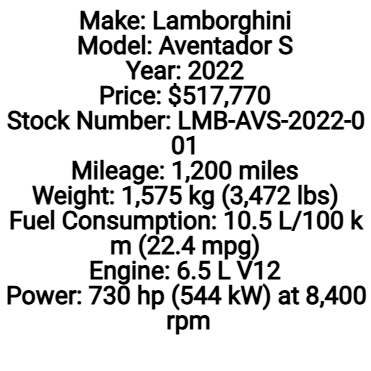 Make: Lamborghini
Model: Aventador S
Year: 2022
Price: $517,770
Stock Number: LMB-AVS-2022-0
01
Mileage: 1,200 miles
Weight: 1,575 kg (3,472 lbs)
Fuel Consumption: 10.5 L/100 k
m (22.4 mpg)
Engine: 6.5 L V12
Power: 730 hp (544 kW) at 8,400
rpm